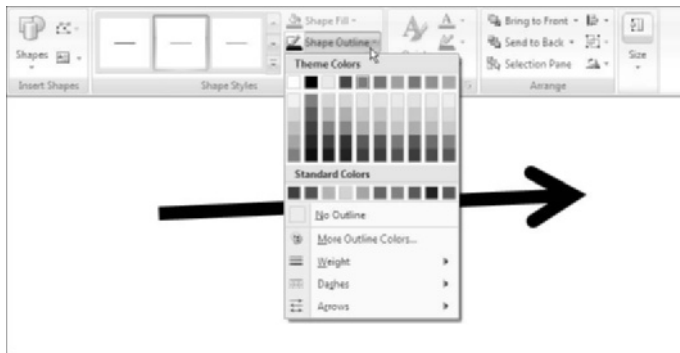 Shape Fill
Bring to Front
Shape Outline
Send to Back
Shapes
Selection Pane
Size
Insert Shapes
Shape Styles
Arrange
Theme Colors
Standard Colors
No Outline
More Outline Colors...
Weight
Dashes
Arrows